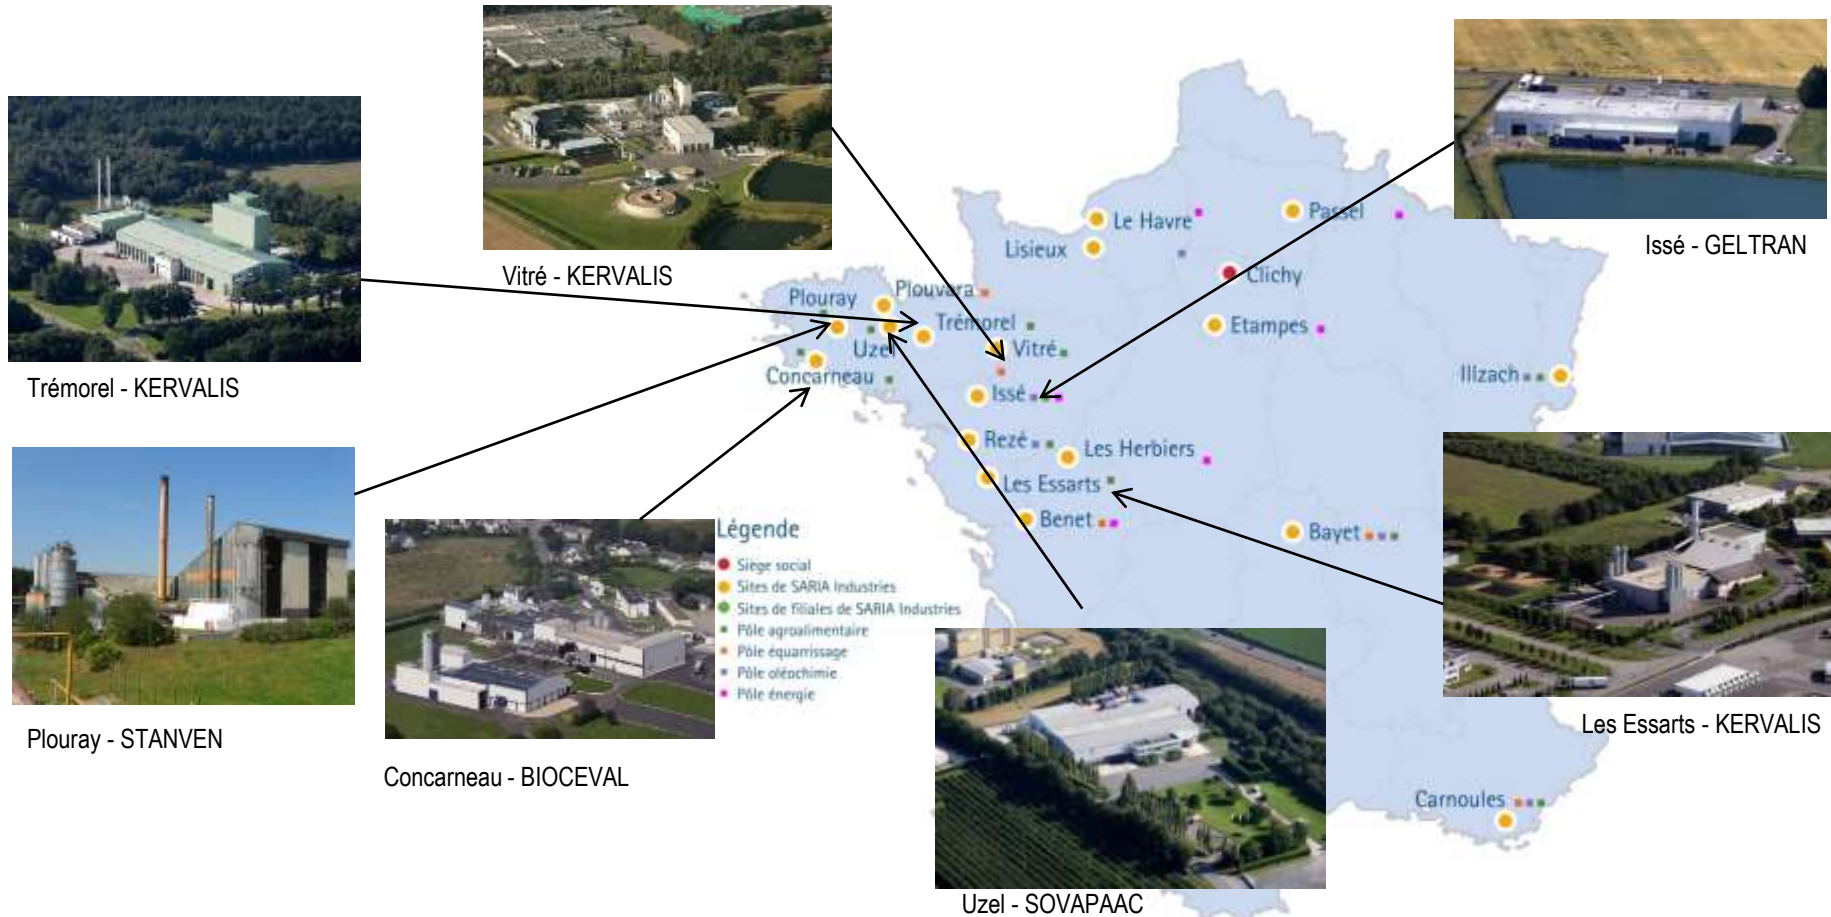 Vitré - KERVALIS
Issé - GELTRAN
Trémorel - KERVALIS
Plouray - STANVEN
Concarneau - BIOCEVAL
Uzel - SOVAPAAC
Les Essarts - KERVALIS
Le Havre
Passel
Lisieux
Clichy
Plouvara
Plouray
Trémorel
Etampes
Uzel
Vitré
Concarneau
Illzach
Issé
Rezé
Les Herbiers
Les Essarts
Benet
Bayet
Carnoules
Légende
Siège social
Sites de SARIA Industries
Sites de filiales de SARIA Industries
Pôle agroalimentaire
Pôle équarrissage
Pôle oléochimie
Pôle énergie